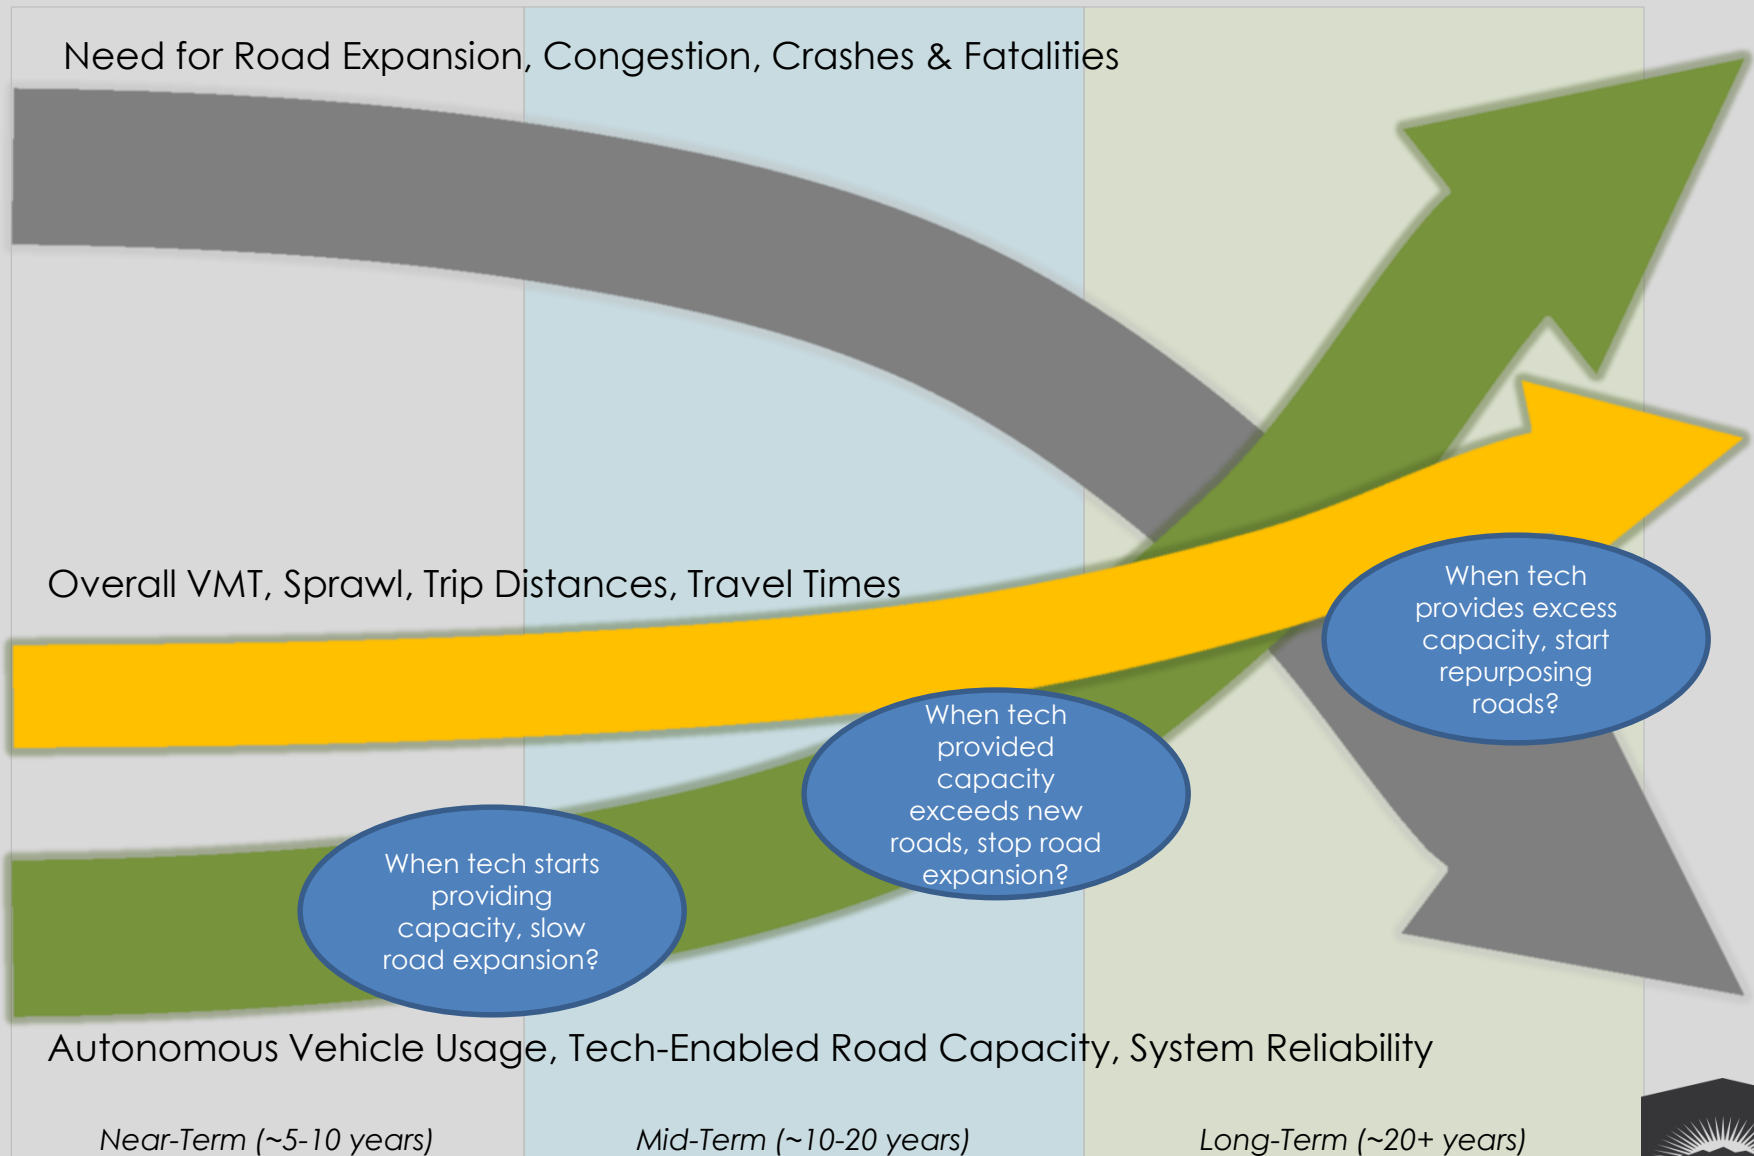 Need for Road Expansion, Congestion, Crashes & Fatalities
Overall VMT, Sprawl, Trip Distances, Travel Times
When tech
provides excess
capacity, start
repurposing
roads?
When tech
provided
capacity
exceeds new
roads, stop road
expansion?
When tech starts
providing
capacity, slow
road expansion?
Autonomous Vehicle Usage, Tech-Enabled Road Capacity, System Reliability
Near-Term (~5-10 years)
Mid-Term (~10-20 years)
Long-Term (~20+ years)